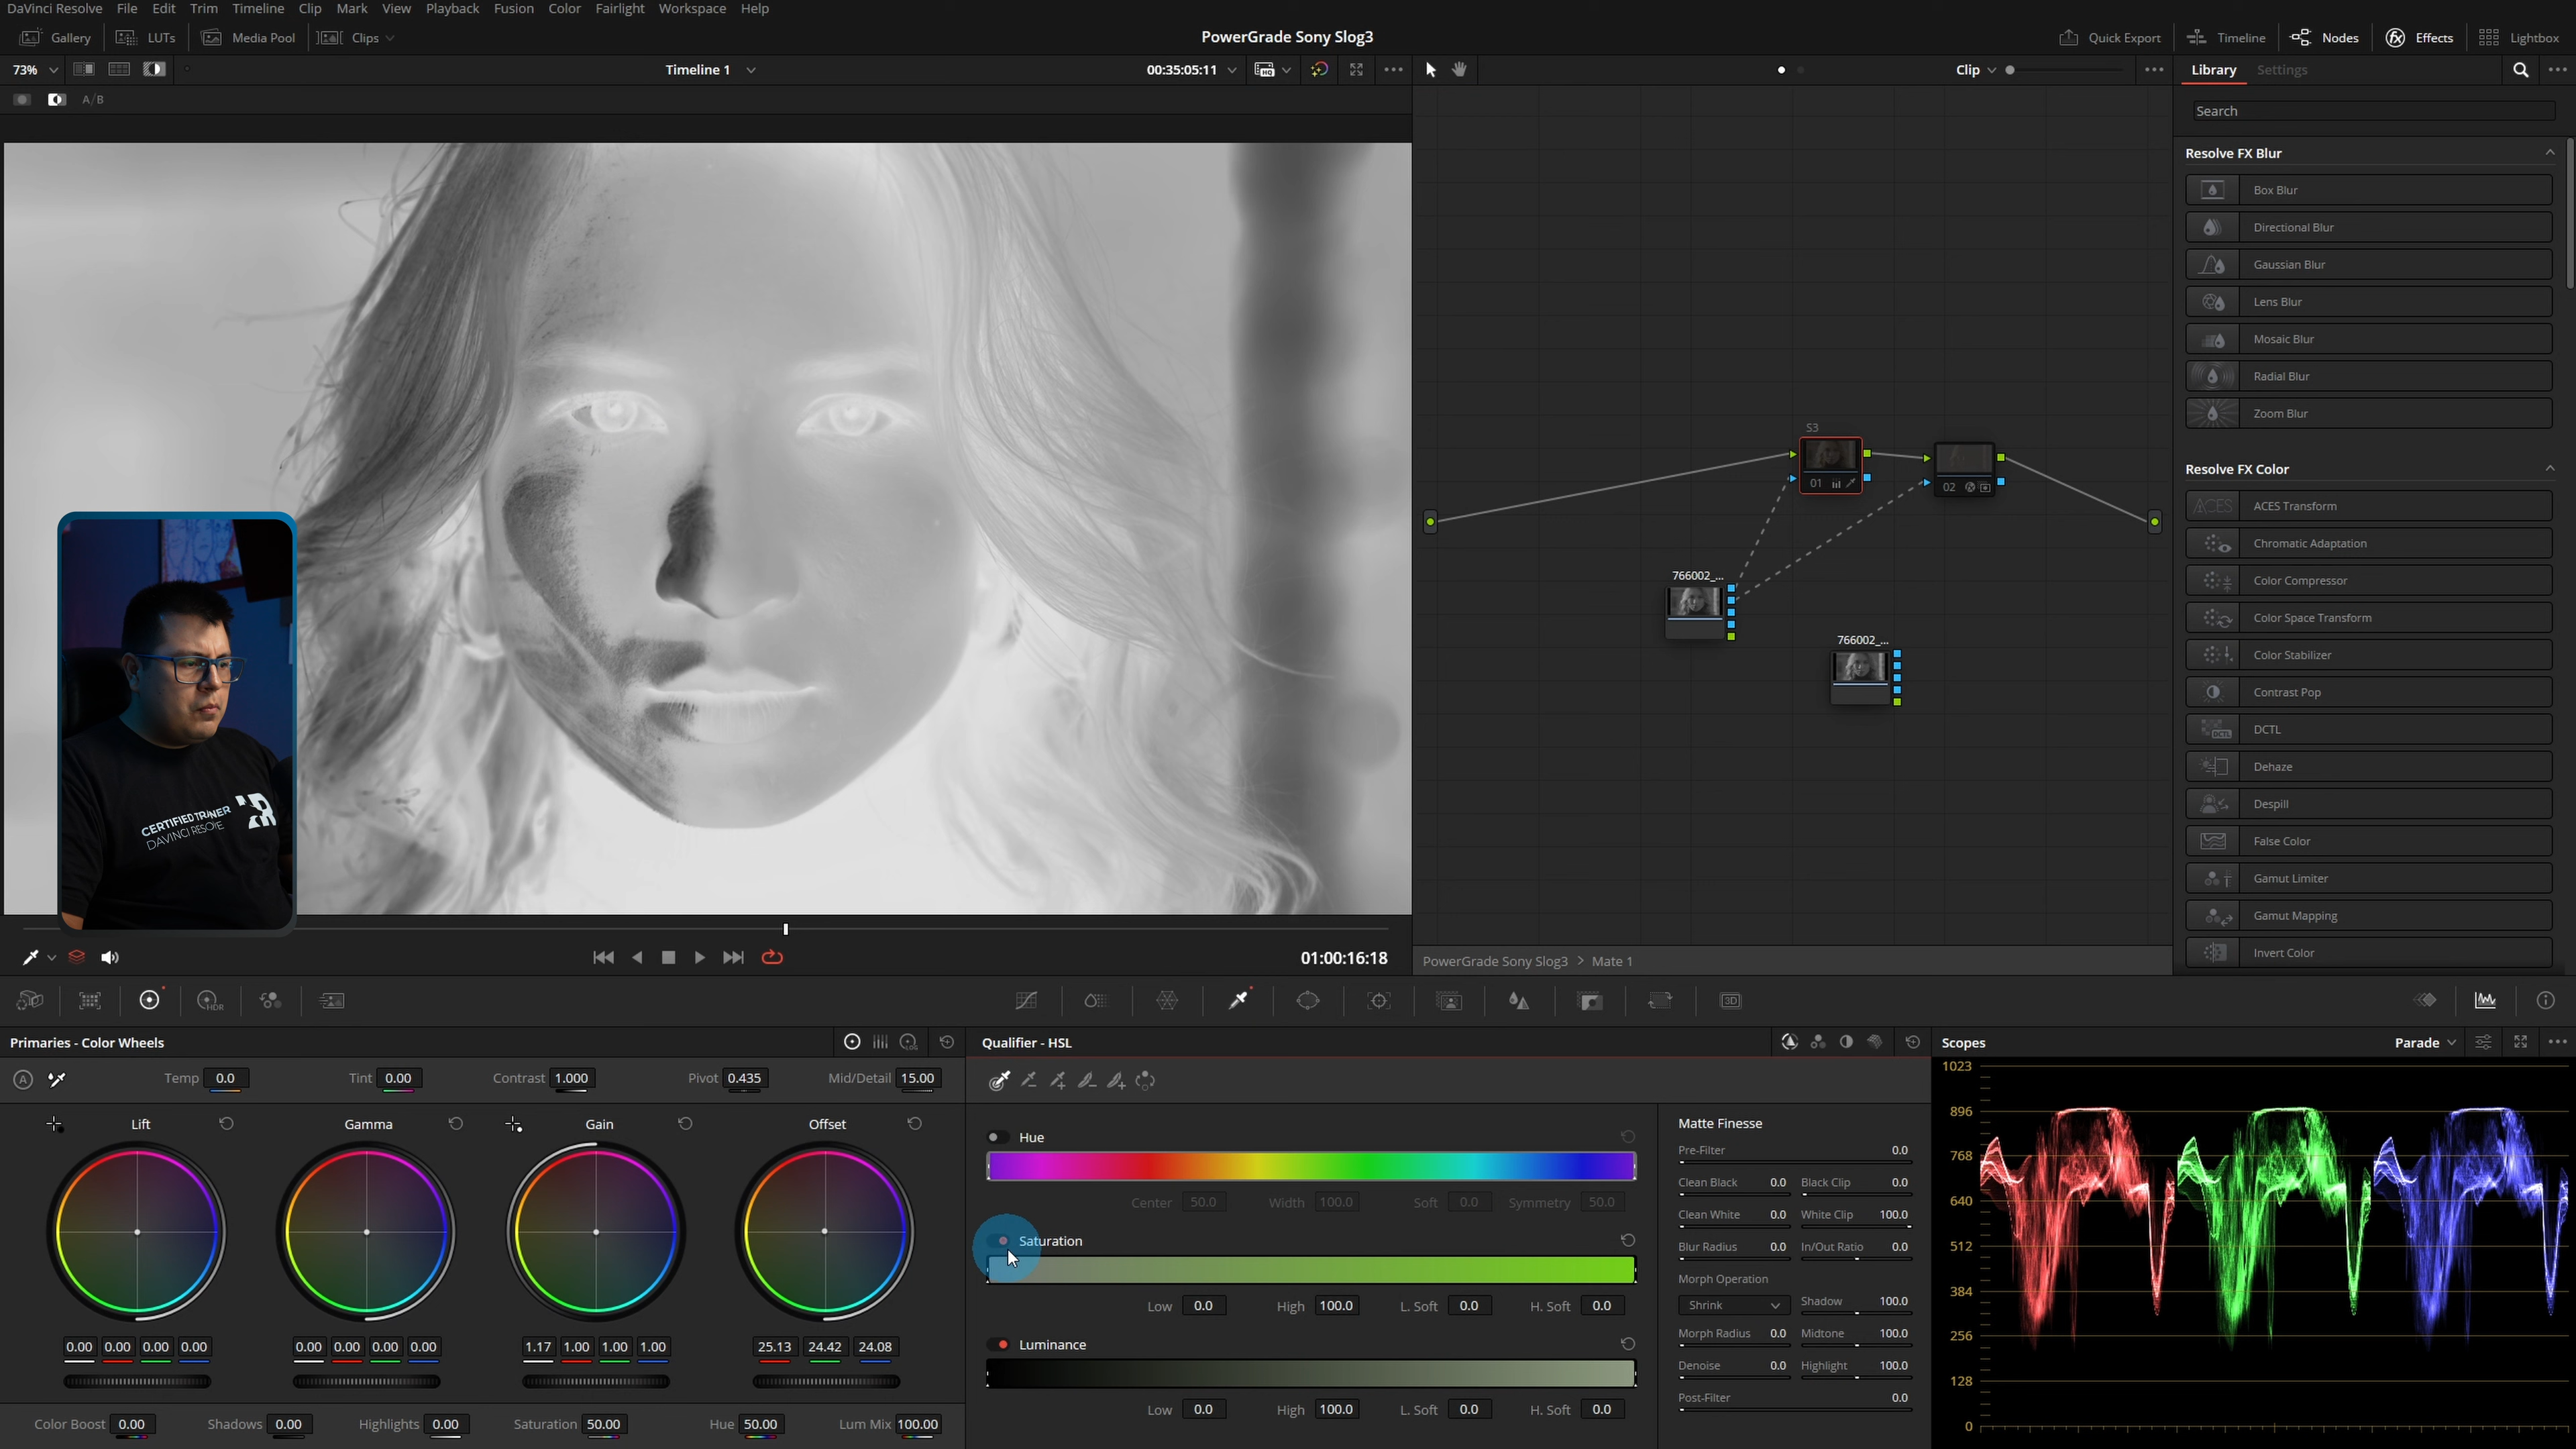 DaVinci Resolve File Edit Trim Timeline Clip Mark View Playback Fusion Color Fairlight Workspace Help
Gallery LUTs Media Pool Clips PowerGrade Sony Slog3 Quick Export Timeline Nodes Effects Lightbox
73% Timeline 1 00:35:05:11 Clip Library Settings
A/B
Search
Resolve FX Blur
Box Blur
Directional Blur
Gaussian Blur
Lens Blur
Mosaic Blur
Radial Blur
Zoom Blur
Resolve FX Color
ACES Transform
Chromatic Adaptation
Color Compressor
Color Space Transform
Color Stabilizer
Contrast Pop
DCTL
Dehaze
Despill
False Color
Gamut Limiter
Gamut Mapping
Invert Color
S3
01
02
766002_...
766002_...
CERTIFIED TRAINER
DAVINCI RESOLVE
01:00:16:18
PowerGrade Sony Slog3 > Mate 1
HDR
3D
Primaries - Color Wheels
Temp 0.0 Tint 0.00 Contrast 1.000 Pivot 0.435 Mid/Detail 15.00
Lift Gamma Gain Offset
0.00 0.00 0.00 0.00 0.00 0.00 0.00 0.00 1.17 1.00 1.00 1.00 25.13 24.42 24.08
Color Boost 0.00 Shadows 0.00 Highlights 0.00 Saturation 50.00 Hue 50.00 Lum Mix 100.00
Qualifier - HSL
Hue
Center 50.0 Width 100.0 Soft 0.0 Symmetry 50.0
Saturation
Low 0.0 High 100.0 L. Soft 0.0 H. Soft 0.0
Luminance
Low 0.0 High 100.0 L. Soft 0.0 H. Soft 0.0
Matte Finesse
Pre-Filter 0.0
Clean Black 0.0 Black Clip 0.0
Clean White 0.0 White Clip 100.0
Blur Radius 0.0 In/Out Ratio 0.0
Morph Operation
Shrink Shadow 100.0
Morph Radius 0.0 Midtone 100.0
Denoise 0.0 Highlight 100.0
Post-Filter 0.0
Scopes Parade
1023
896
768
640
512
384
256
128
0